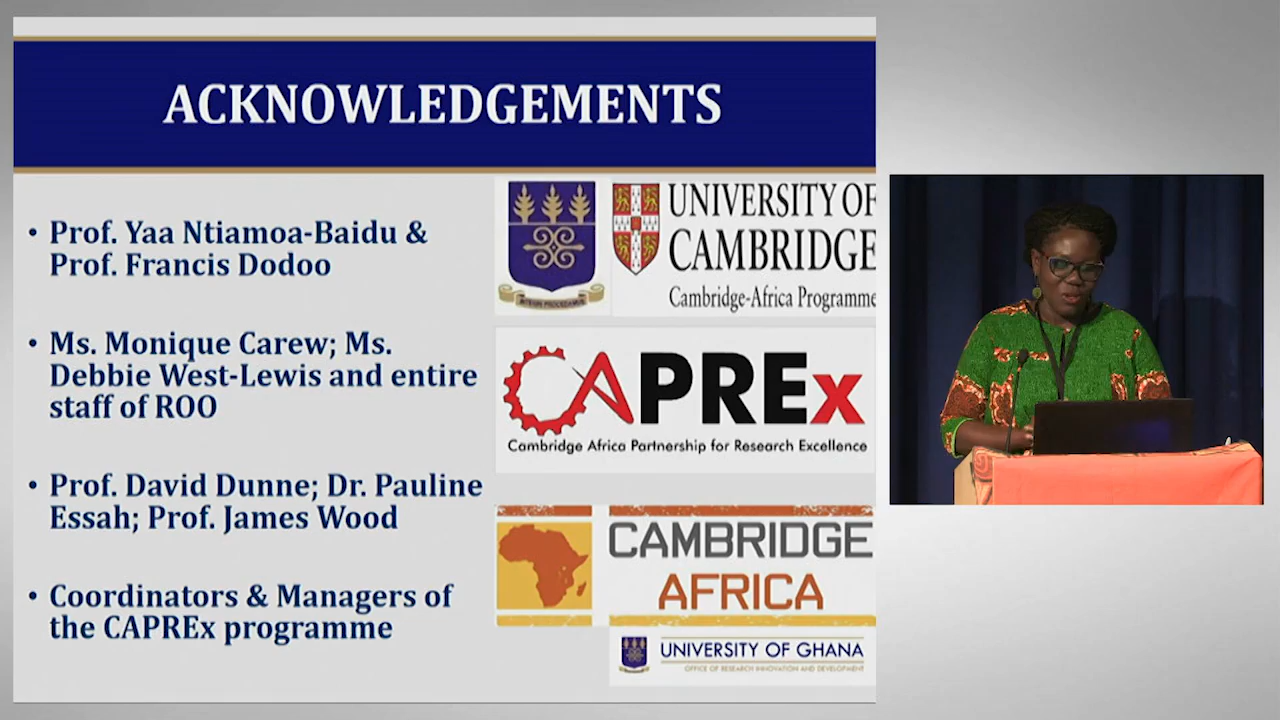 ACKNOWLEDGEMENTS
• Prof. Yaa Ntiamoa-Baidu &
Prof. Francis Dodoo
• Ms. Monique Carew; Ms.
Debbie West-Lewis and entire
staff of ROO
• Prof. David Dunne; Dr. Pauline
Essah; Prof. James Wood
• Coordinators & Managers of
the CAPREx programme
INTEGRI PROCEDAMUS
UNIVERSITY OF
CAMBRIDGE
Cambridge-Africa Programme
CAPREx
Cambridge Africa Partnership for Research Excellence
CAMBRIDGE
AFRICA
UNIVERSITY OF GHANA
OFFICE OF RESEARCH INNOVATION AND DEVELOPMENT